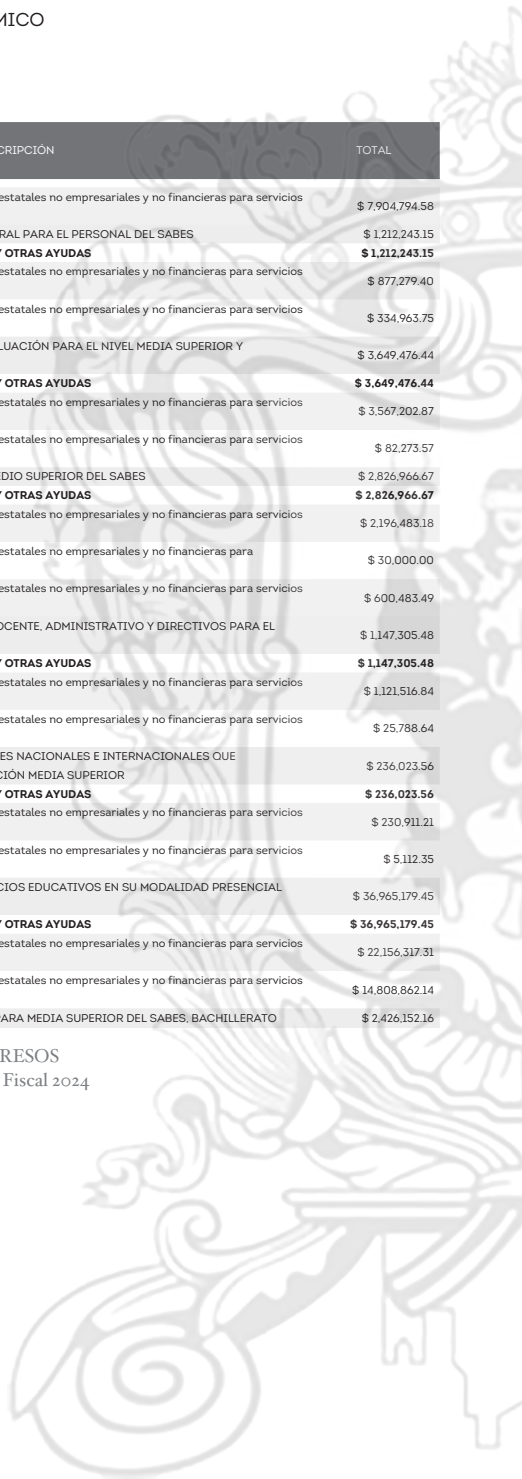 MICO
CRIPCIÓN TOTAL
estatales no empresariales y no financieras para servicios
$ 7,904,794.58
RAL PARA EL PERSONAL DEL SABES $ 1,212,243.15
Y OTRAS AYUDAS $ 1,212,243.15
estatales no empresariales y no financieras para servicios
$ 877,279.40
estatales no empresariales y no financieras para servicios
$ 334,963.75
LUACIÓN PARA EL NIVEL MEDIA SUPERIOR Y
$ 3,649,476.44
Y OTRAS AYUDAS $ 3,649,476.44
estatales no empresariales y no financieras para servicios
$ 3,567,202.87
estatales no empresariales y no financieras para servicios
$ 82,273.57
EDIO SUPERIOR DEL SABES $ 2,826,966.67
Y OTRAS AYUDAS $ 2,826,966.67
estatales no empresariales y no financieras para servicios
$ 2,196,483.18
estatales no empresariales y no financieras para
$ 30,000.00
estatales no empresariales y no financieras para servicios
$ 600,483.49
OCENTE, ADMINISTRATIVO Y DIRECTIVOS PARA EL
$ 1,147,305.48
Y OTRAS AYUDAS $ 1,147,305.48
estatales no empresariales y no financieras para servicios
$ 1,121,516.84
estatales no empresariales y no financieras para servicios
$ 25,788.64
ES NACIONALES E INTERNACIONALES QUE
$ 236,023.56
CIÓN MEDIA SUPERIOR
Y OTRAS AYUDAS $ 236,023.56
estatales no empresariales y no financieras para servicios
$ 230,911.21
estatales no empresariales y no financieras para servicios
$ 5,112.35
CIOS EDUCATIVOS EN SU MODALIDAD PRESENCIAL
$ 36,965,179.45
Y OTRAS AYUDAS $ 36,965,179.45
estatales no empresariales y no financieras para servicios
$ 22,156,317.31
estatales no empresariales y no financieras para servicios
$ 14,808,862.14
PARA MEDIA SUPERIOR DEL SABES, BACHILLERATO $ 2,426,152.16
RESOS
Fiscal 2024